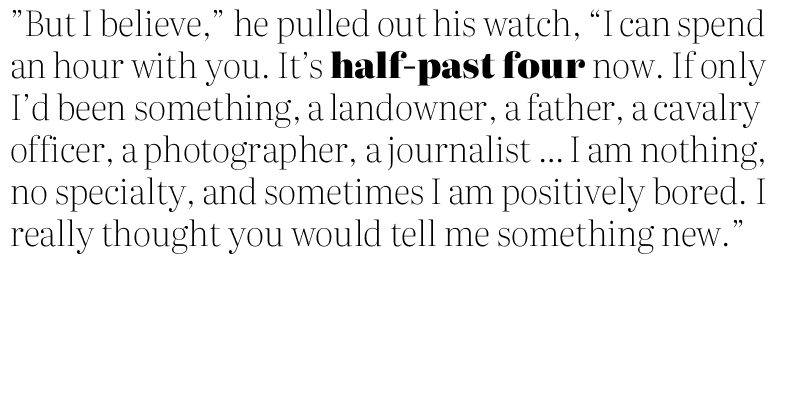 ”But I believe,” he pulled out his watch, “I can spend
an hour with you. It’s half-past four now. If only
I’d been something, a landowner, a father, a cavalry
officer, a photographer, a journalist ... I am nothing,
no specialty, and sometimes I am positively bored. I
really thought you would tell me something new.”